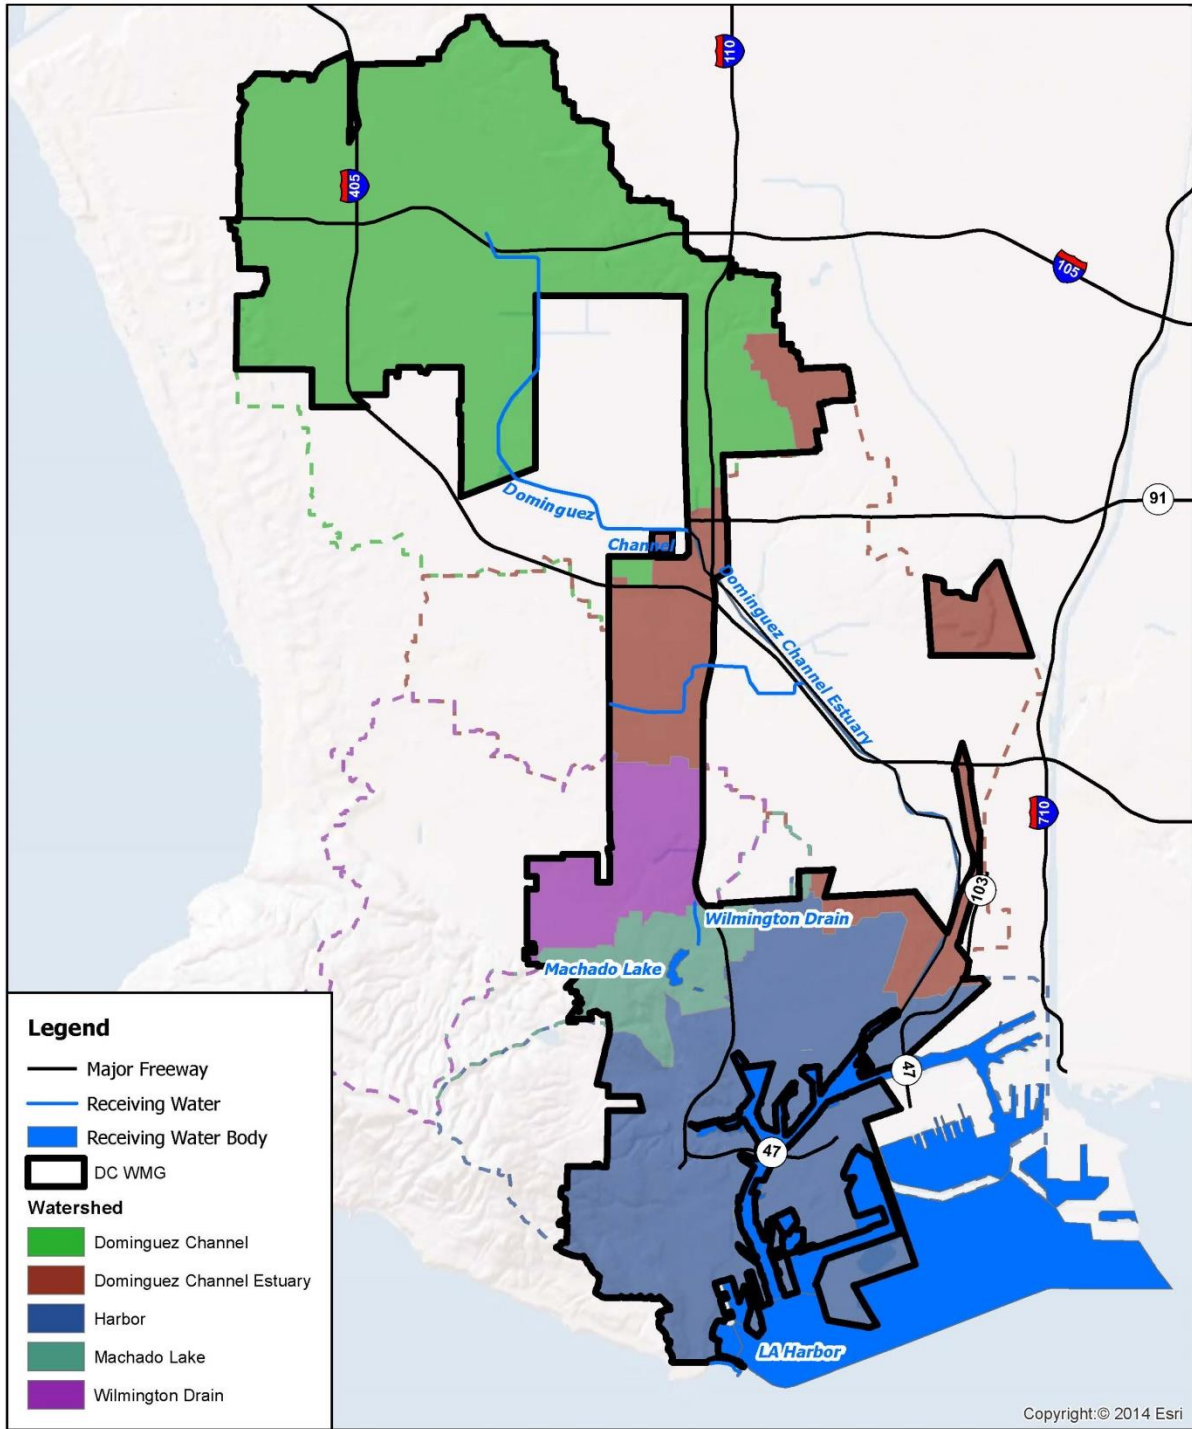 110
405
105
91
Dominguez
Channel
Dominguez Channel Estuary
710
103
Wilmington Drain
Machado Lake
47
47
LA Harbor
Legend
Major Freeway
Receiving Water
Receiving Water Body
DC WMG
Watershed
Dominguez Channel
Dominguez Channel Estuary
Harbor
Machado Lake
Wilmington Drain
Copyright:© 2014 Esri